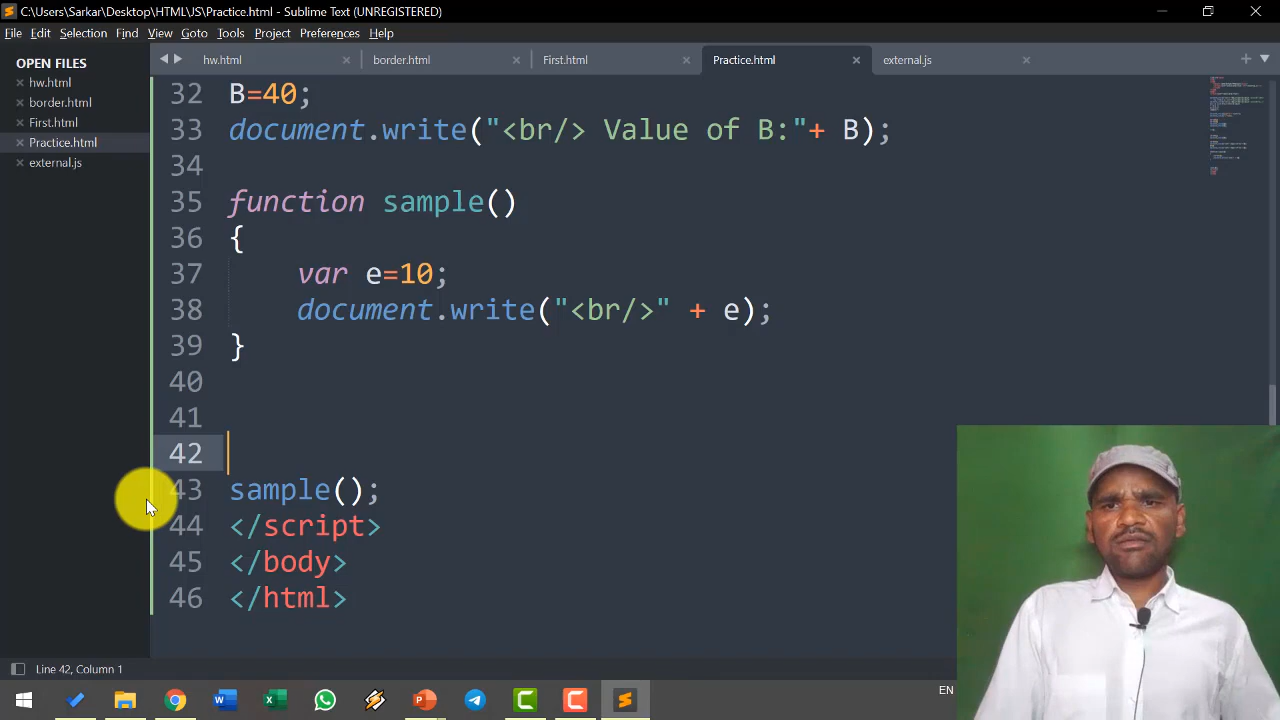 C:\Users\Sarkar\Desktop\HTML\JS\Practice.html - Sublime Text (UNREGISTERED)
File Edit Selection Find View Goto Tools Project Preferences Help
OPEN FILES
hw.html
border.html
First.html
Practice.html
external.js
hw.html border.html First.html Practice.html external.js
32 B=40;
33 document.write("<br/> Value of B:"+ B);
34
35 function sample()
36 {
37 var e=10;
38 document.write("<br/>" + e);
39 }
40
41
42
43 sample();
44 </script>
45 </body>
46 </html>
Line 42, Column 1
EN